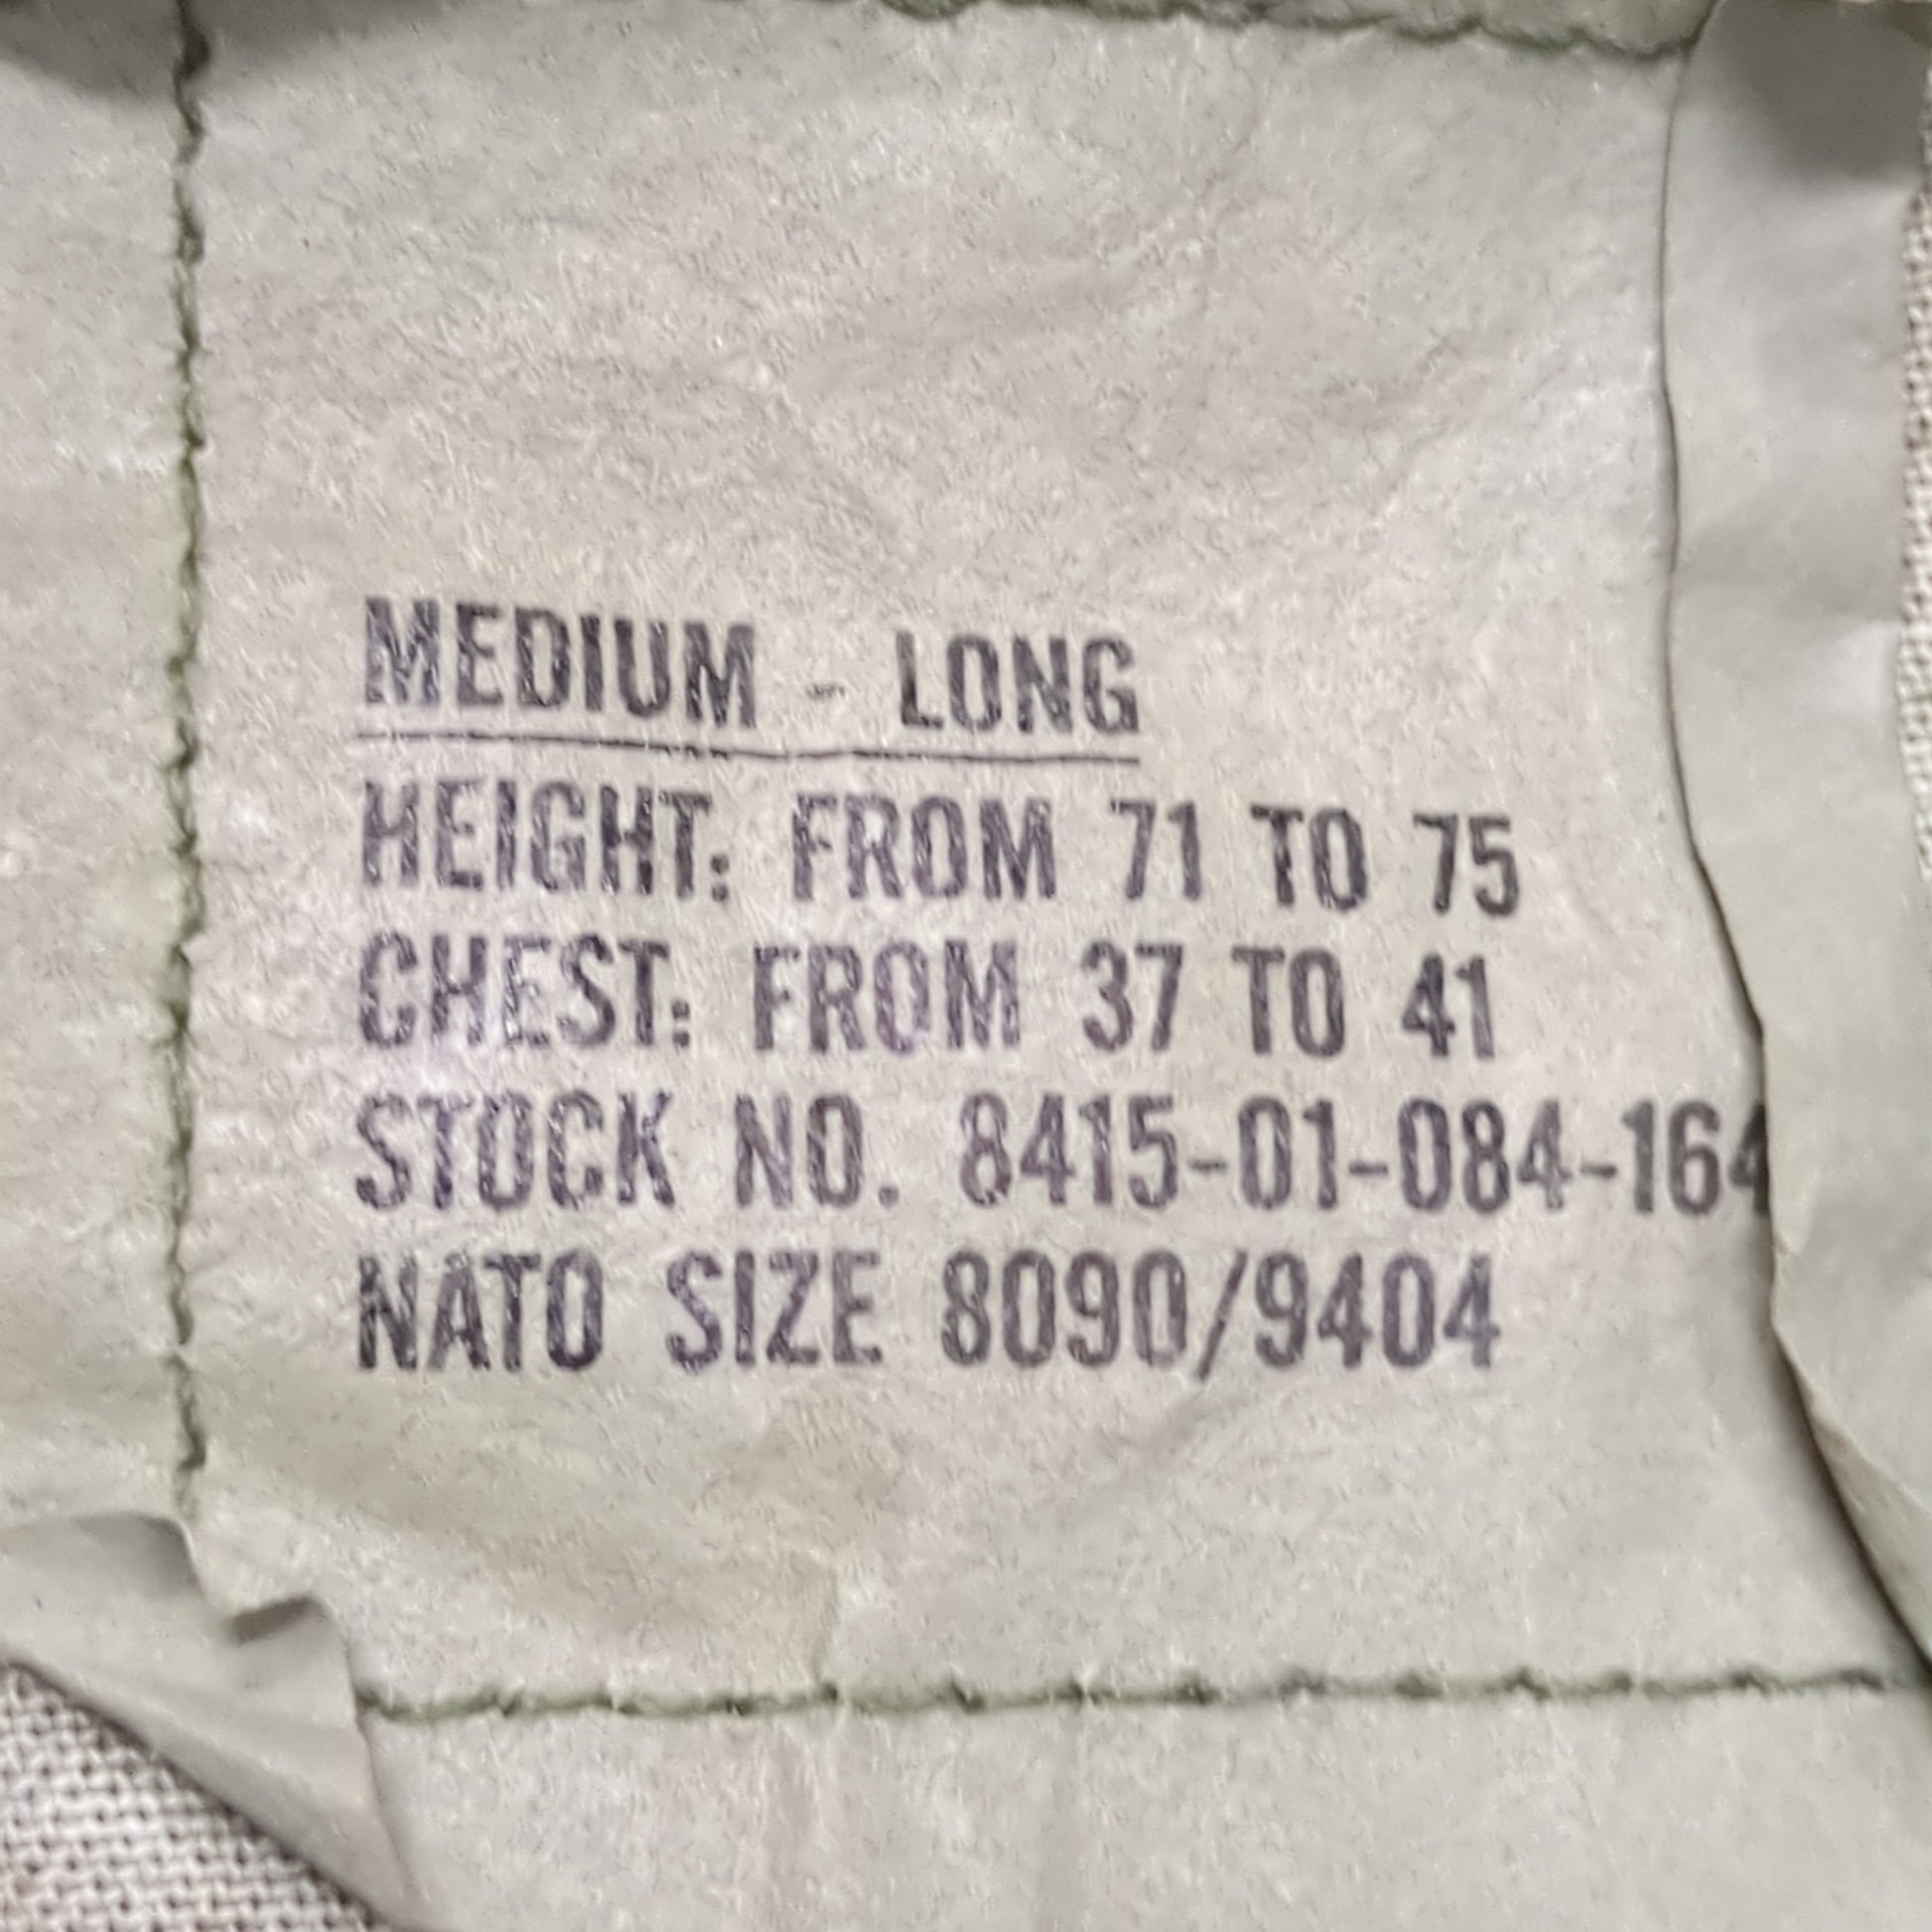 MEDIUM - LONG
HEIGHT: FROM 71 TO 75
CHEST: FROM 37 TO 41
STOCK NO. 8415-01-084-164
NATO SIZE 8090/9404